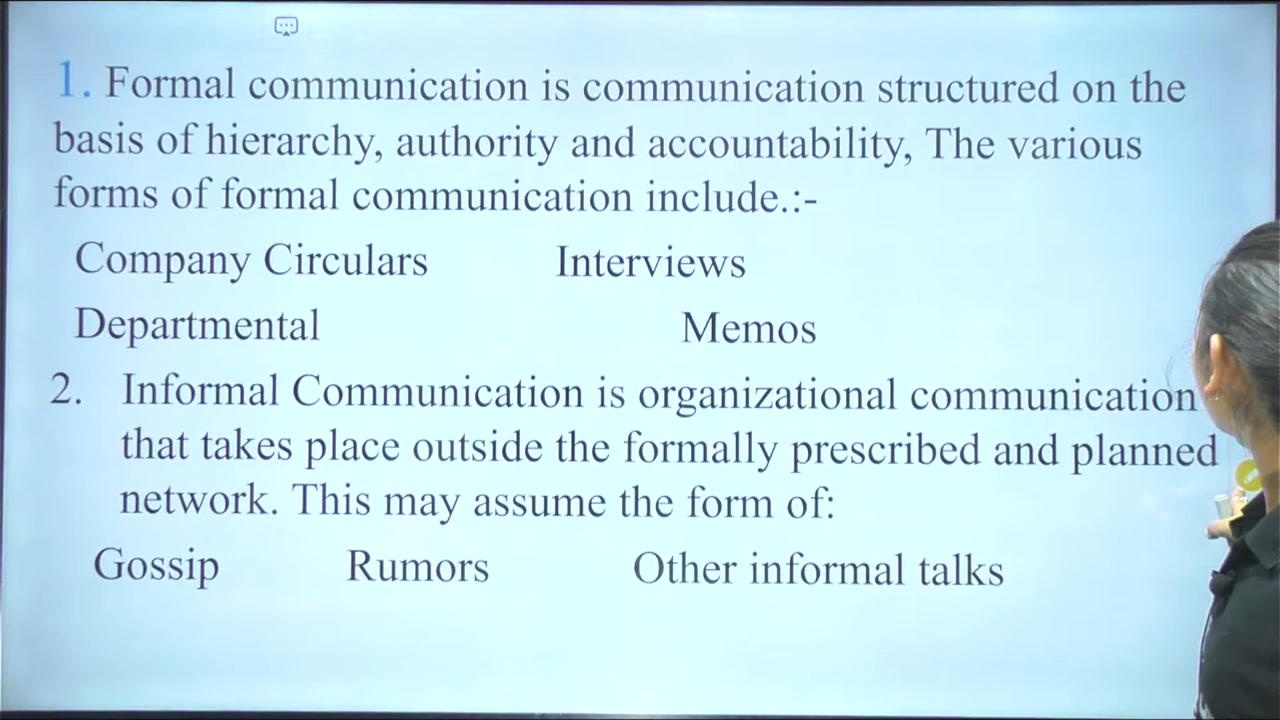 1. Formal communication is communication structured on the
basis of hierarchy, authority and accountability, The various
forms of formal communication include.:-
Company Circulars Interviews
Departmental Memos
2. Informal Communication is organizational communication
that takes place outside the formally prescribed and planned
network. This may assume the form of:
Gossip Rumors Other informal talks